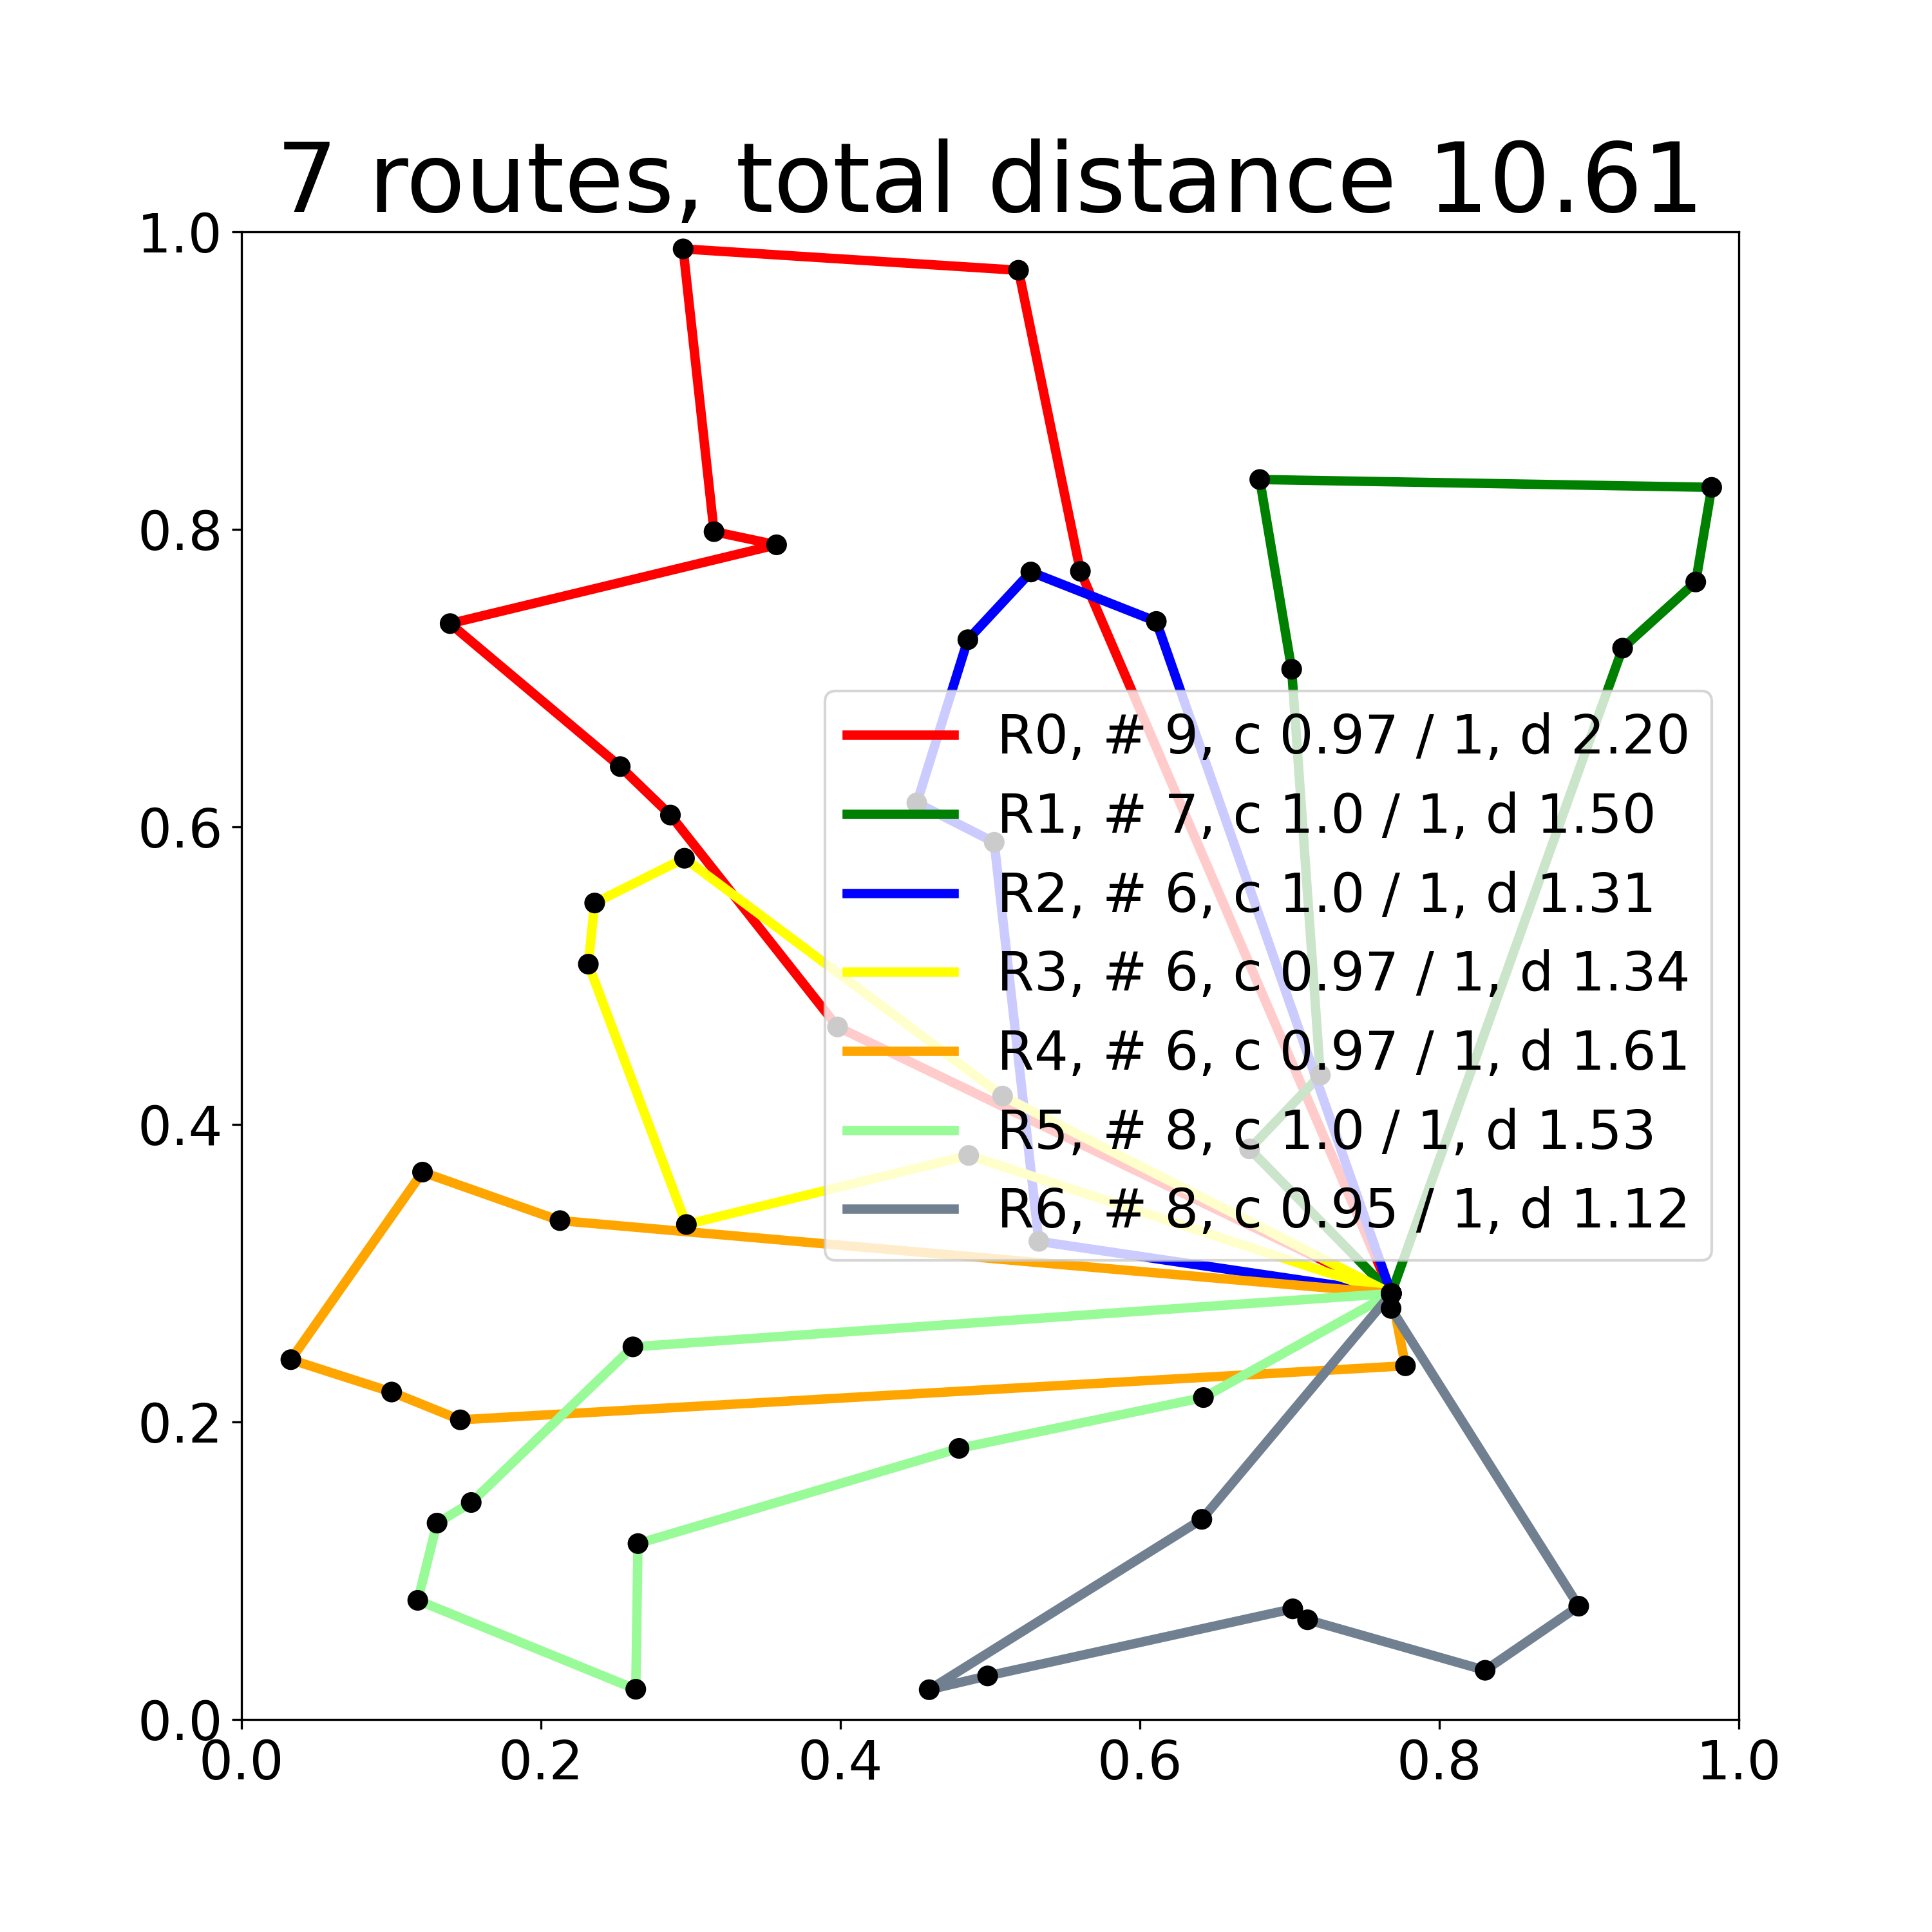 7 routes, total distance 10.61
1.0
0.8
0.6
0.4
0.2
0.0
R0, # 9, c 0.97 / 1, d 2.20
R1, # 7, c 1.0 / 1, d 1.50
R2, # 6, c 1.0 / 1, d 1.31
R3, # 6, c 0.97 / 1, d 1.34
R4, # 6, c 0.97 / 1, d 1.61
R5, # 8, c 1.0 / 1, d 1.53
R6, # 8, c 0.95 / 1, d 1.12
0.0 0.2 0.4 0.6 0.8 1.0